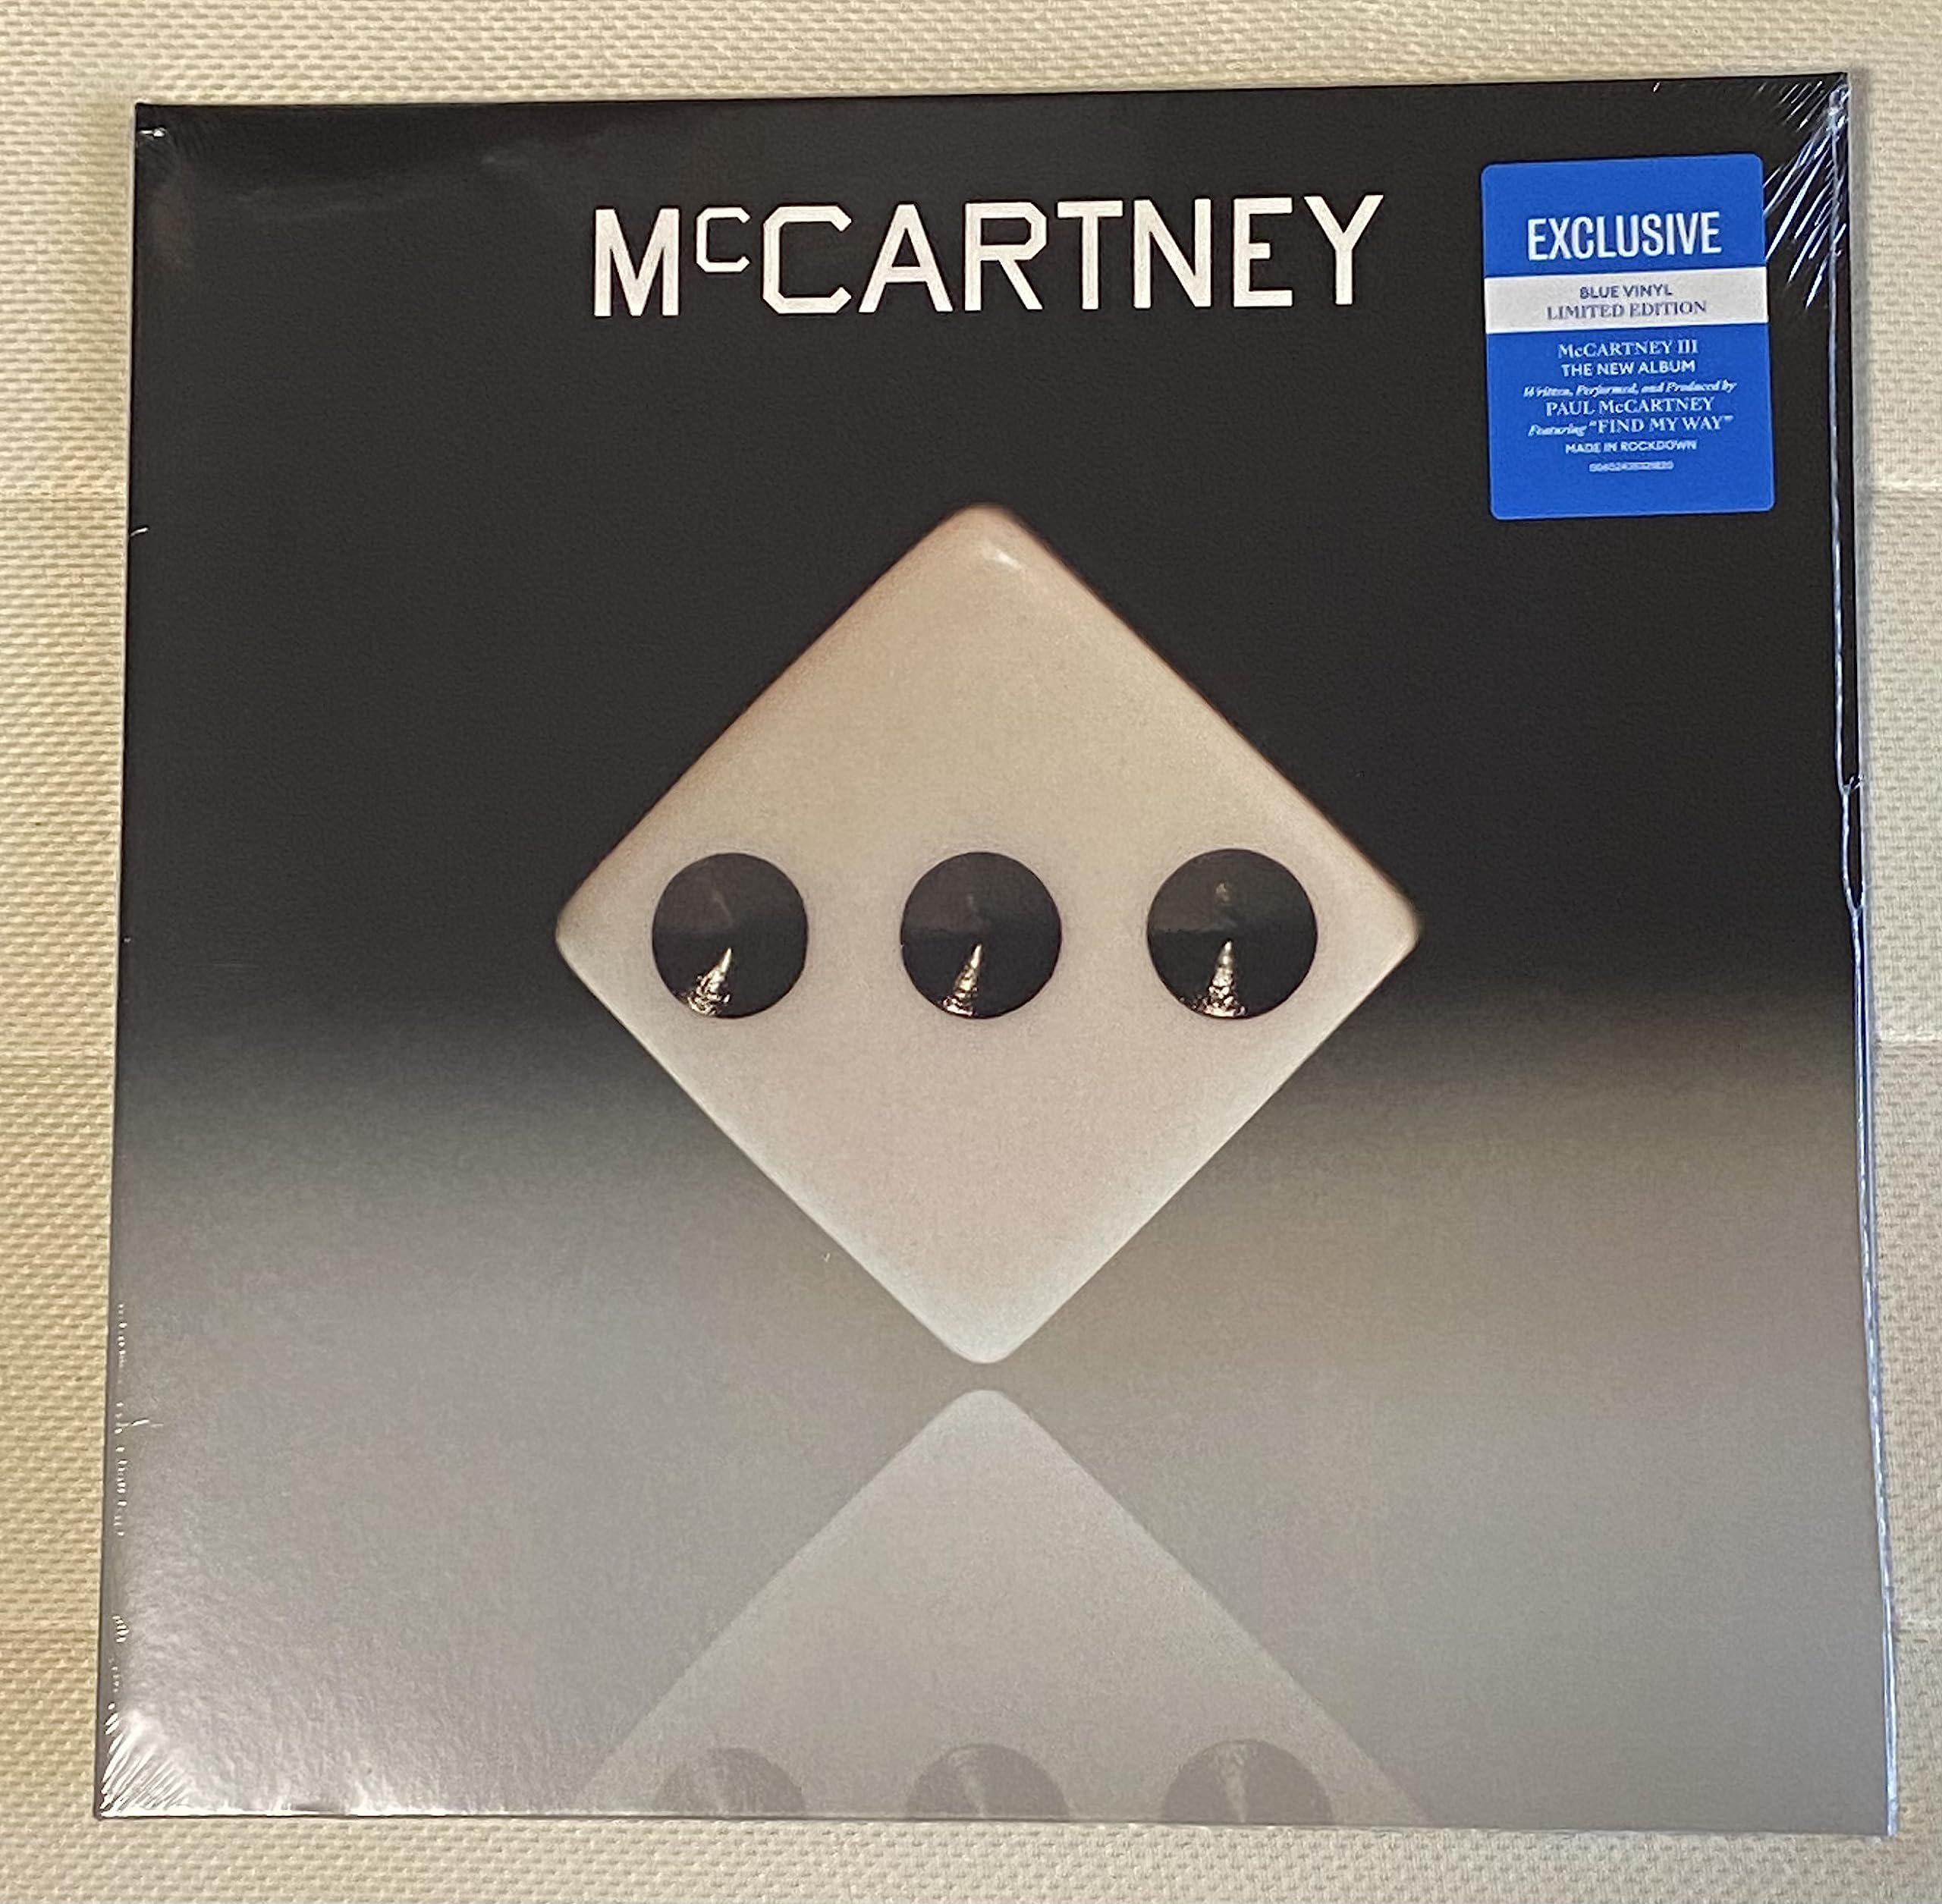 McCARTNEY
EXCLUSIVE
BLUE VINYL
LIMITED EDITION
McCARTNEY III
THE NEW ALBUM
Written, Performed, and Produced by
PAUL McCARTNEY
Featuring "FIND MY WAY"
MADE IN ROCKDOWN